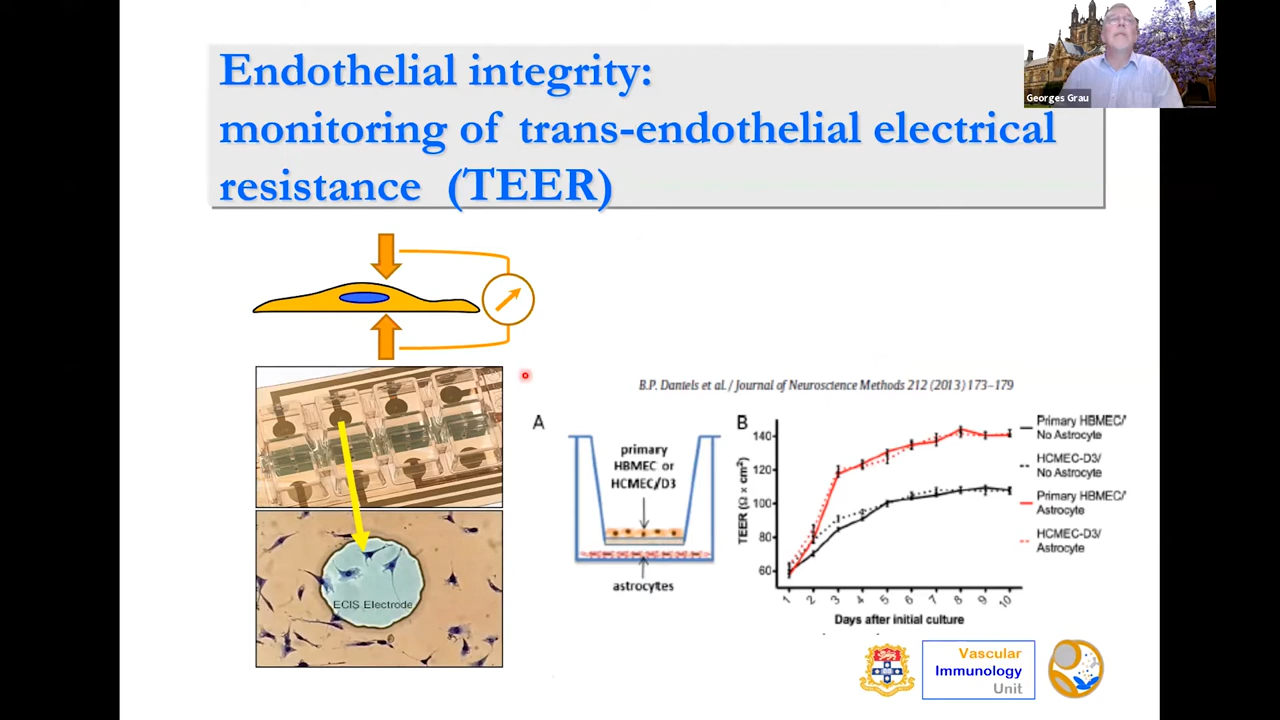 Endothelial integrity:
monitoring of trans-endothelial electrical
resistance (TEER)
Georges Grau
ECIS Electrode
B.P. Daniels et al. / Journal of Neuroscience Methods 212 (2013) 173–179
A
primary
HBMEC or
HCMEC/D3
astrocytes
B
TEER (Ω x cm²)
140
120
100
80
60
1 2 3 4 5 6 7 8 9 10
Days after initial culture
Primary HBMEC/
No Astrocyte
HCMEC-D3/
No Astrocyte
Primary HBMEC/
Astrocyte
HCMEC-D3/
Astrocyte
Vascular
Immunology
Unit